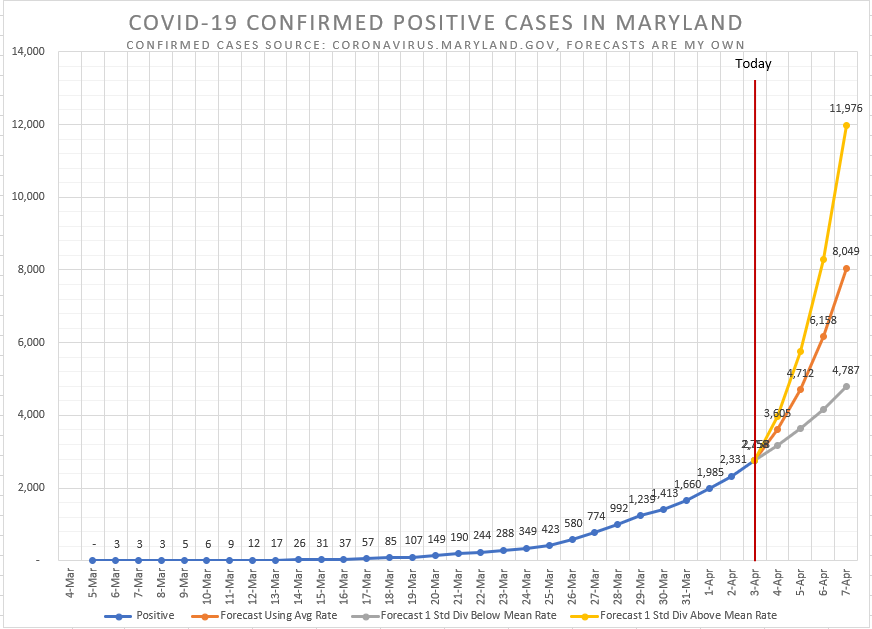 COVID-19 CONFIRMED POSITIVE CASES IN MARYLAND
CONFIRMED CASES SOURCE: CORONAVIRUS.MARYLAND.GOV, FORECASTS ARE MY OWN
Today
14,000
12,000
10,000
8,000
6,000
4,000
2,000
-
- 3 3 3 5 6 9 12 17 26 31 37 57 85 107 149 190 244 288 349 423 580 774 992 1,239 1,413 1,660 1,985 2,331 2,758
3,605
4,712
6,158
8,049
4,787
11,976
4-Mar 5-Mar 6-Mar 7-Mar 8-Mar 9-Mar 10-Mar 11-Mar 12-Mar 13-Mar 14-Mar 15-Mar 16-Mar 17-Mar 18-Mar 19-Mar 20-Mar 21-Mar 22-Mar 23-Mar 24-Mar 25-Mar 26-Mar 27-Mar 28-Mar 29-Mar 30-Mar 31-Mar 1-Apr 2-Apr 3-Apr 4-Apr 5-Apr 6-Apr 7-Apr
Positive Forecast Using Avg Rate Forecast 1 Std Div Below Mean Rate Forecast 1 Std Div Above Mean Rate